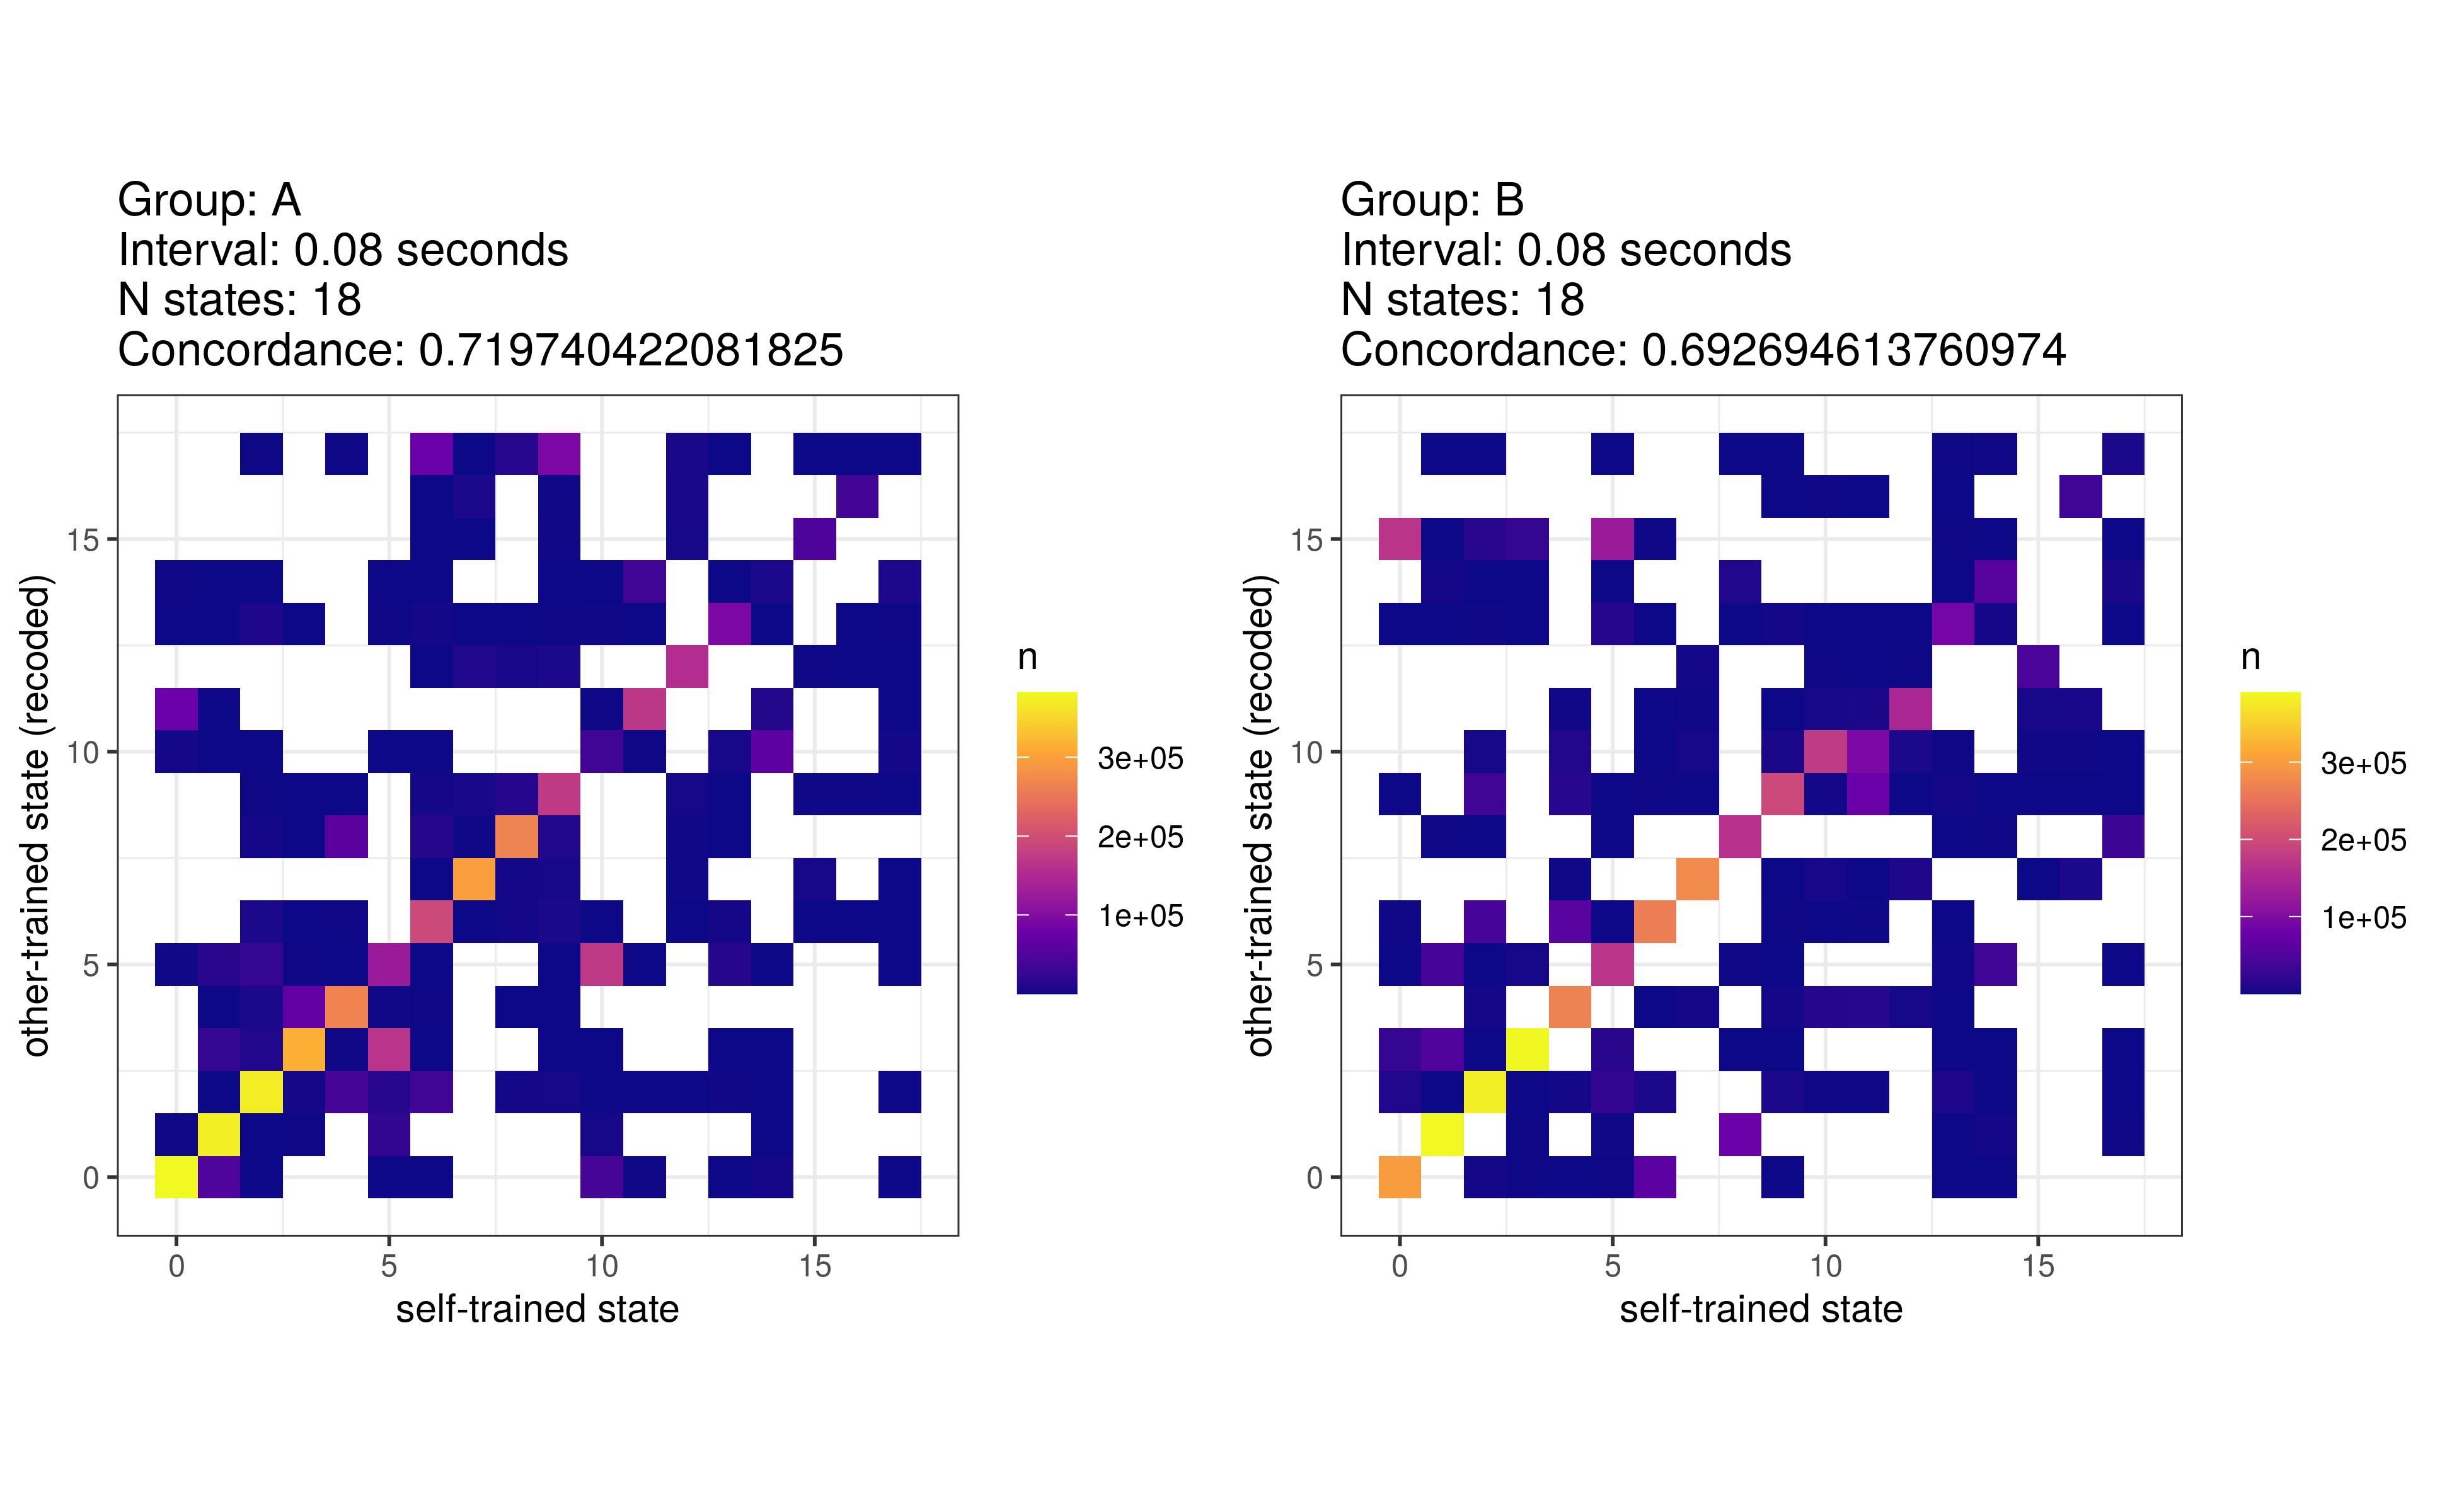 Group: A
Interval: 0.08 seconds
N states: 18
Concordance: 0.719740422081825
other-trained state (recoded)
15
10
5
0
0 5 10 15
self-trained state
n
3e+05
2e+05
1e+05
Group: B
Interval: 0.08 seconds
N states: 18
Concordance: 0.692694613760974
other-trained state (recoded)
15
10
5
0
0 5 10 15
self-trained state
n
3e+05
2e+05
1e+05